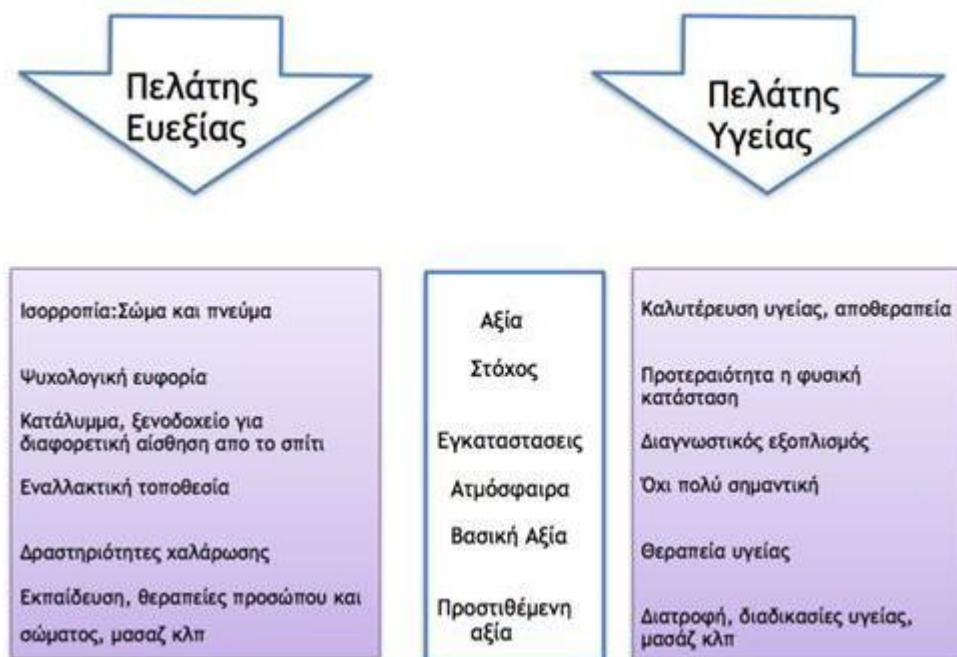 Πελάτης
Ευεξίας
Πελάτης
Υγείας
Ισορροπία:Σώμα και πνεύμα
Ψυχολογική ευφορία
Κατάλυμμα, ξενοδοχείο για
διαφορετική αίσθηση απο το σπίτι
Εναλλακτική τοποθεσία
Δραστηριότητες χαλάρωσης
Εκπαίδευση, θεραπείες προσώπου και
σώματος, μασαζ κλπ
Αξία
Στόχος
Εγκαταστασεις
Ατμόσφαιρα
Βασική Αξία
Προστιθέμενη
αξία
Καλυτέρευση υγείας, αποθεραπεία
Προτεραιότητα η φυσική
κατάσταση
Διαγνωστικός εξοπλισμός
Όχι πολύ σημαντική
Θεραπεία υγείας
Διατροφή, διαδικασίες υγείας,
μασάζ κλπ